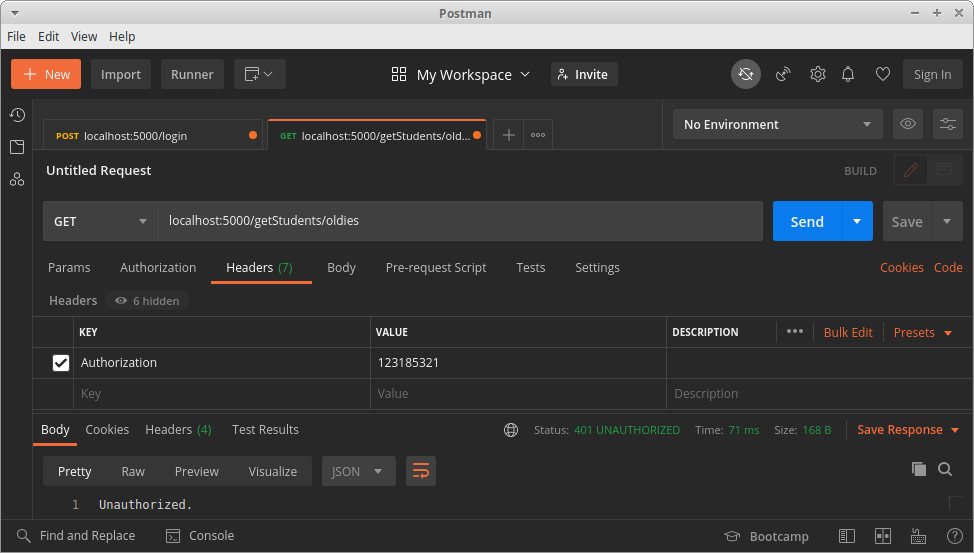 Postman
File Edit View Help
New Import Runner My Workspace Invite Sign In
POST localhost:5000/login GET localhost:5000/getStudents/old... No Environment
Untitled Request BUILD
GET localhost:5000/getStudents/oldies Send Save
Params Authorization Headers (7) Body Pre-request Script Tests Settings Cookies Code
Headers 6 hidden
KEY VALUE DESCRIPTION Bulk Edit Presets
Authorization 123185321
Key Value Description
Body Cookies Headers (4) Test Results Status: 401 UNAUTHORIZED Time: 71 ms Size: 168 B Save Response
Pretty Raw Preview Visualize JSON
1 Unauthorized.
Find and Replace Console Bootcamp